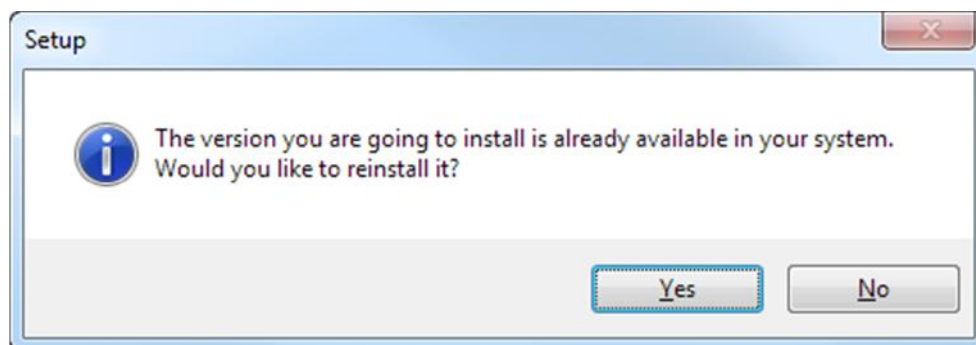 Setup
The version you are going to install is already available in your system.
Would you like to reinstall it?
Yes
No